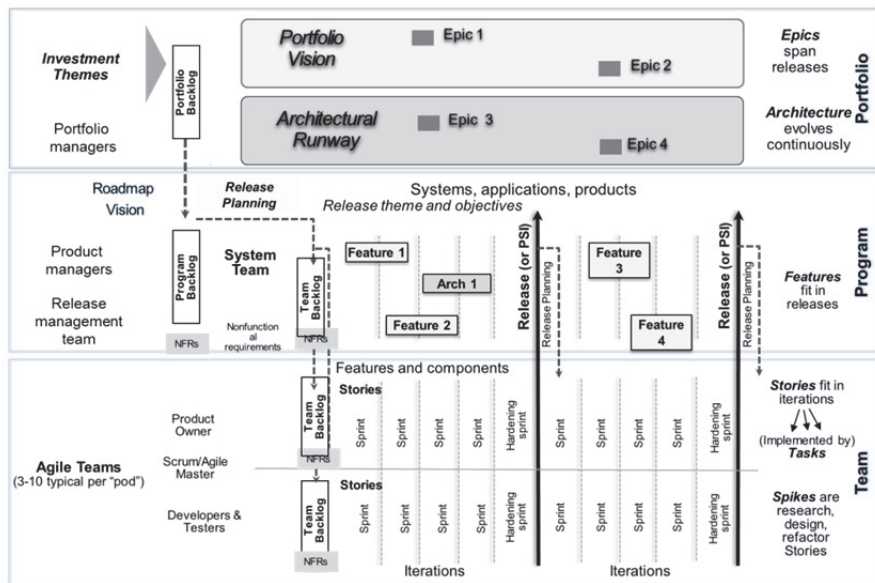 Investment
Themes
Portfolio
managers
Portfolio
Backlog
Portfolio
Vision
Epic 1
Epic 2
Architectural
Runway
Epic 3
Epic 4
Epics
span
releases
Architecture
evolves
continuously
Portfolio
Roadmap
Vision
Release
Planning
Systems, applications, products
Release theme and objectives
Product
managers
Release
management
team
Program
Backlog
NFRs
System
Team
Nonfunction
al
requirements
Team
Backlog
NFRs
Feature 1
Arch 1
Feature 2
Release (or PSI)
Release Planning
Feature
3
Feature
4
Release (or PSI)
Release Planning
Features
fit in
releases
Program
Features and components
Agile Teams
(3-10 typical per “pod”)
Product
Owner
Scrum/Agile
Master
Developers &
Testers
Team
Backlog
NFRs
Stories
Sprint
Sprint
Sprint
Sprint
Hardening
sprint
Sprint
Sprint
Sprint
Sprint
Hardening
sprint
Team
Backlog
NFRs
Stories
Sprint
Sprint
Sprint
Sprint
Hardening
sprint
Sprint
Sprint
Sprint
Sprint
Hardening
sprint
Iterations
Iterations
Stories fit in
iterations
(Implemented by)
Tasks
Spikes are
research,
design,
refactor
Stories
Team